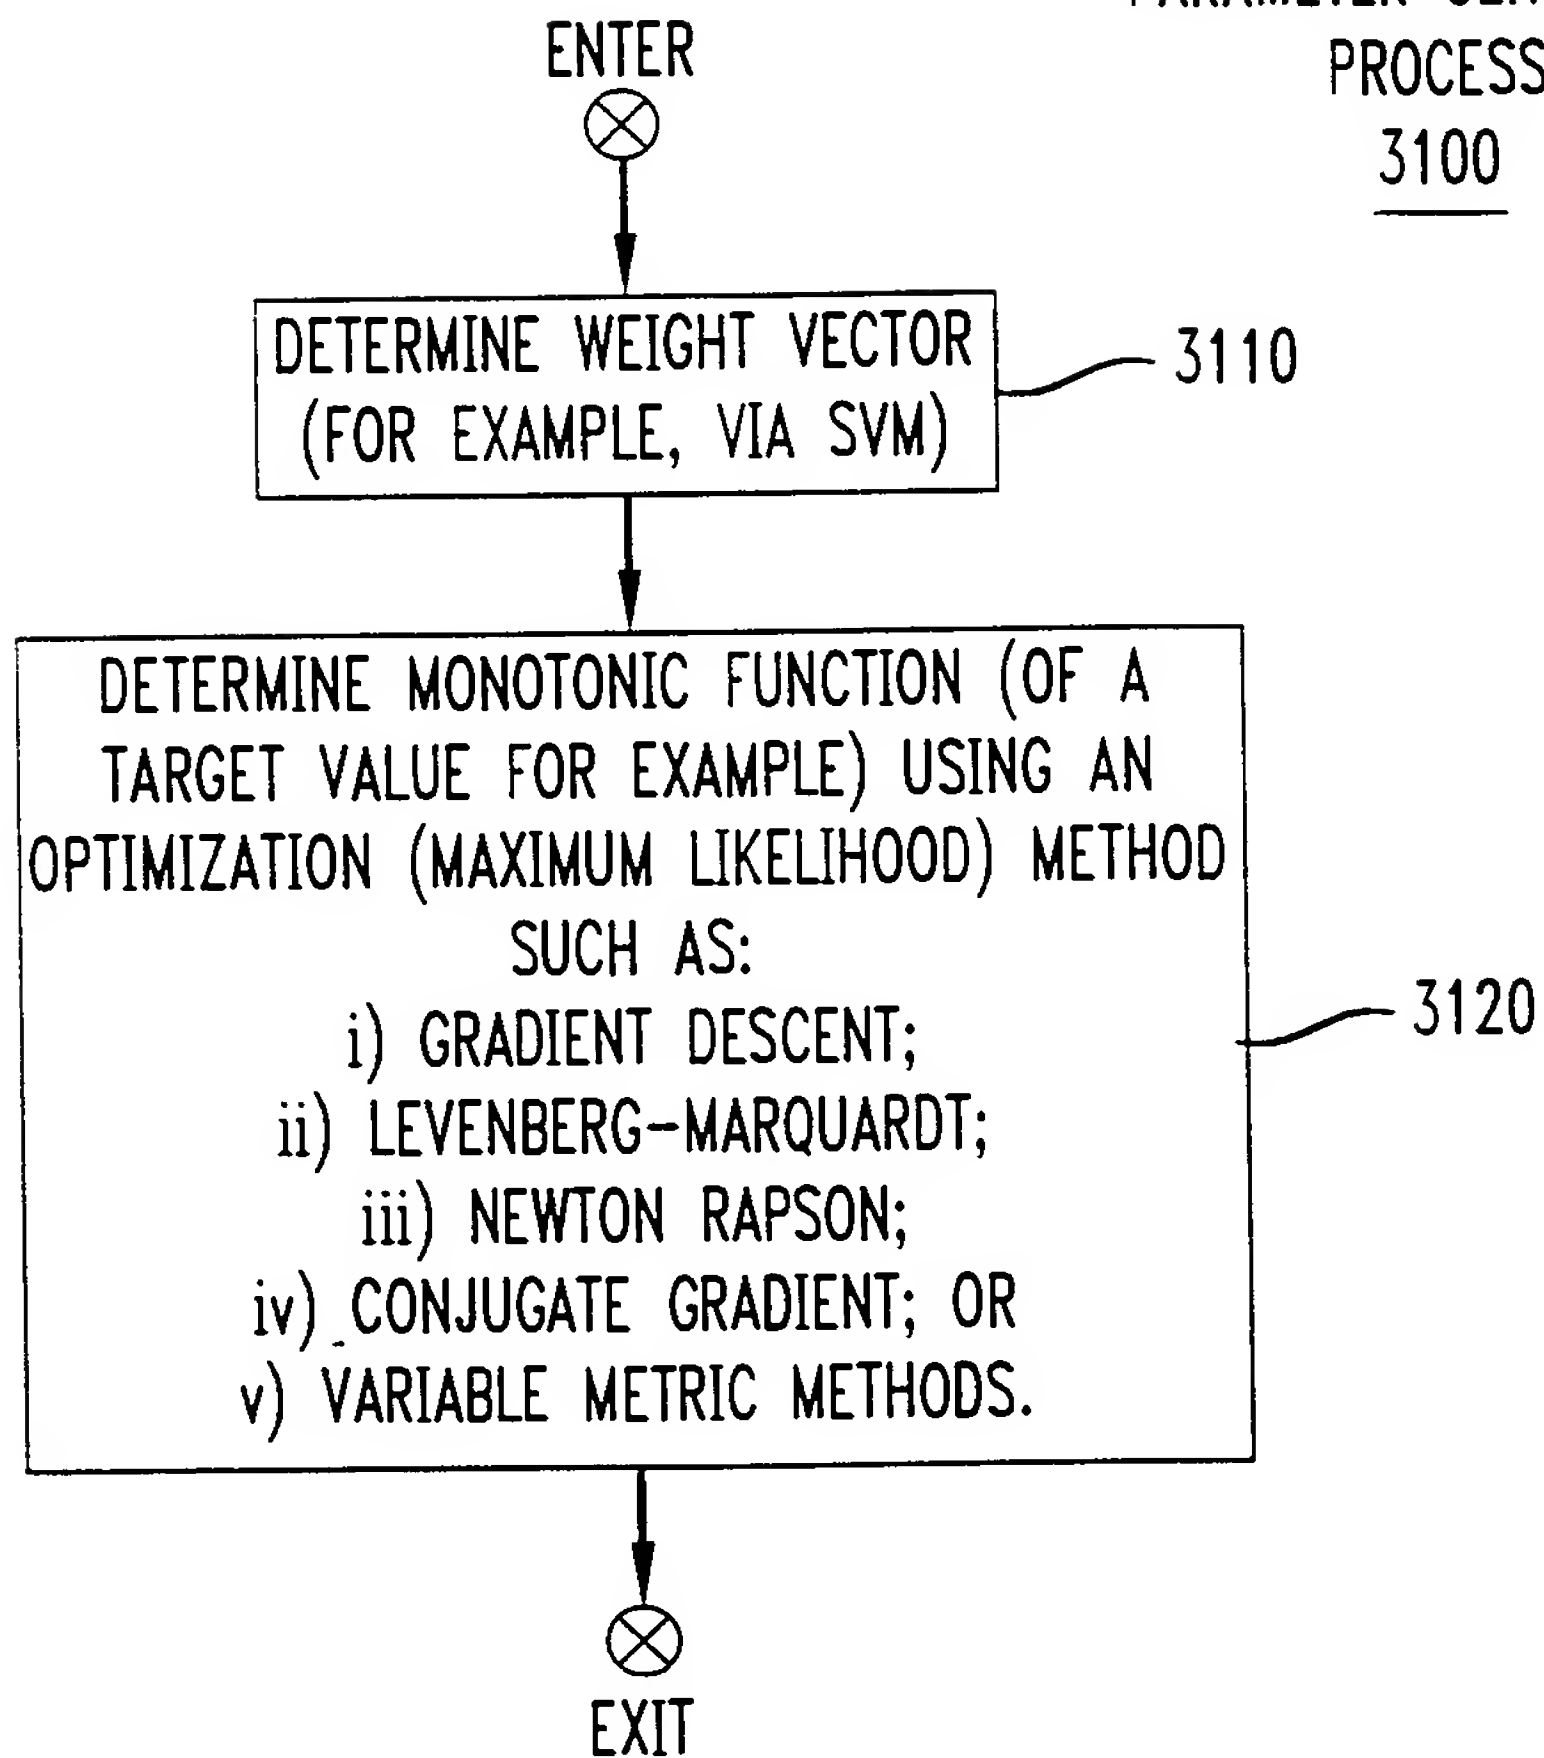 ENTER
PROCESS
3100
DETERMINE WEIGHT VECTOR
(FOR EXAMPLE, VIA SVM)
3110
DETERMINE MONOTONIC FUNCTION (OF A
TARGET VALUE FOR EXAMPLE) USING AN
OPTIMIZATION (MAXIMUM LIKELIHOOD) METHOD
SUCH AS:
i) GRADIENT DESCENT;
ii) LEVENBERG-MARQUARDT;
iii) NEWTON RAPSON;
iv) CONJUGATE GRADIENT; OR
v) VARIABLE METRIC METHODS.
3120
EXIT